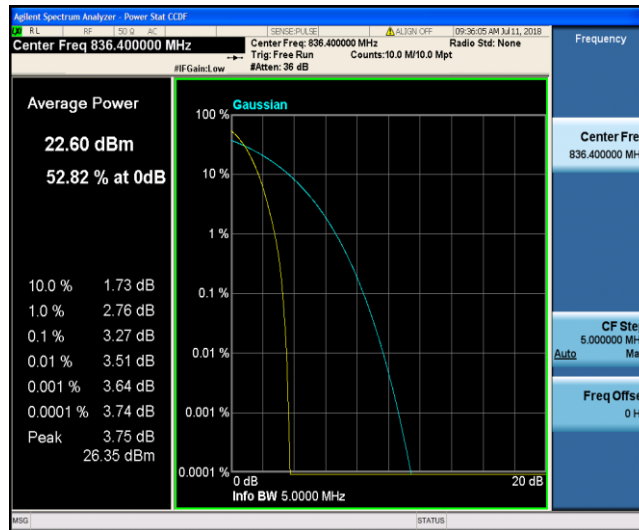 Agilent Spectrum Analyzer - Power Stat CCDF
RL RF 50 Ω AC SENSE:PULSE ALIGN OFF 09:36:05 AM Jul 11, 2018
Center Freq 836.400000 MHz
Center Freq: 836.400000 MHz Radio Std: None
Trig: Free Run Counts:10.0 M/10.0 Mpt
#IFGain:Low #Atten: 36 dB
Frequency
Average Power
22.60 dBm
52.82 % at 0dB
10.0 % 1.73 dB
1.0 % 2.76 dB
0.1 % 3.27 dB
0.01 % 3.51 dB
0.001 % 3.64 dB
0.0001 % 3.74 dB
Peak 3.75 dB
26.35 dBm
Gaussian
100 %
10 %
1 %
0.1 %
0.01 %
0.001 %
0.0001 %
0 dB 20 dB
Info BW 5.0000 MHz
Center Fre
836.400000 MH
CF Ste
5.000000 MH
Auto Ma
Freq Offse
0 H
MSG STATUS